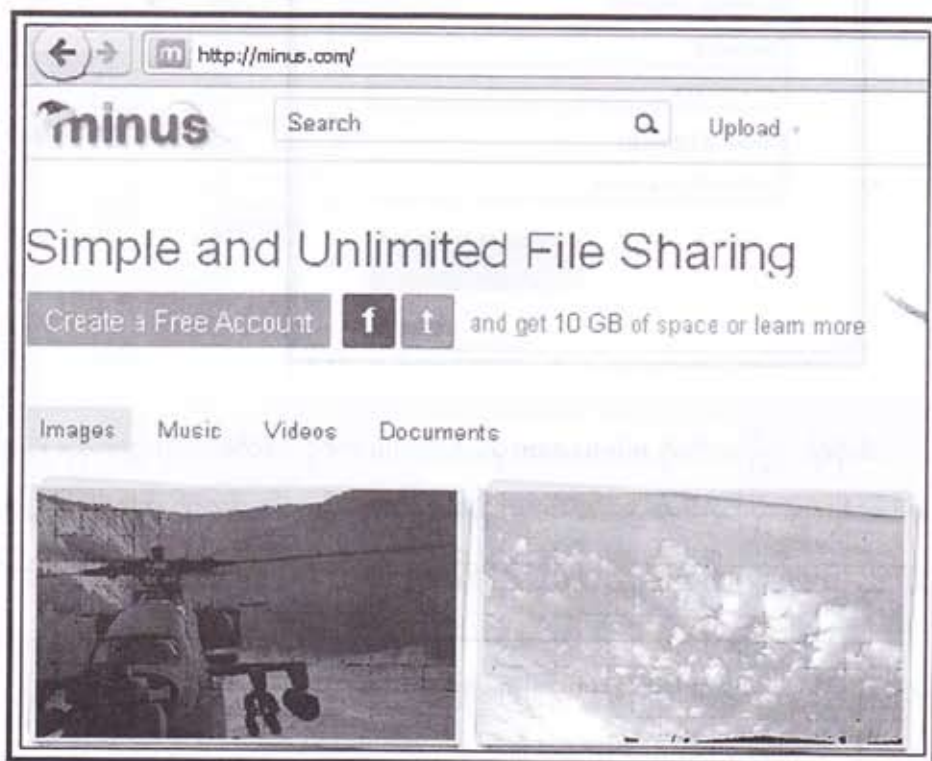 m http://minus.com/
minus
Search
Upload
Simple and Unlimited File Sharing
Create a Free Account f t and get 10 GB of space or learn more
Images Music Videos Documents